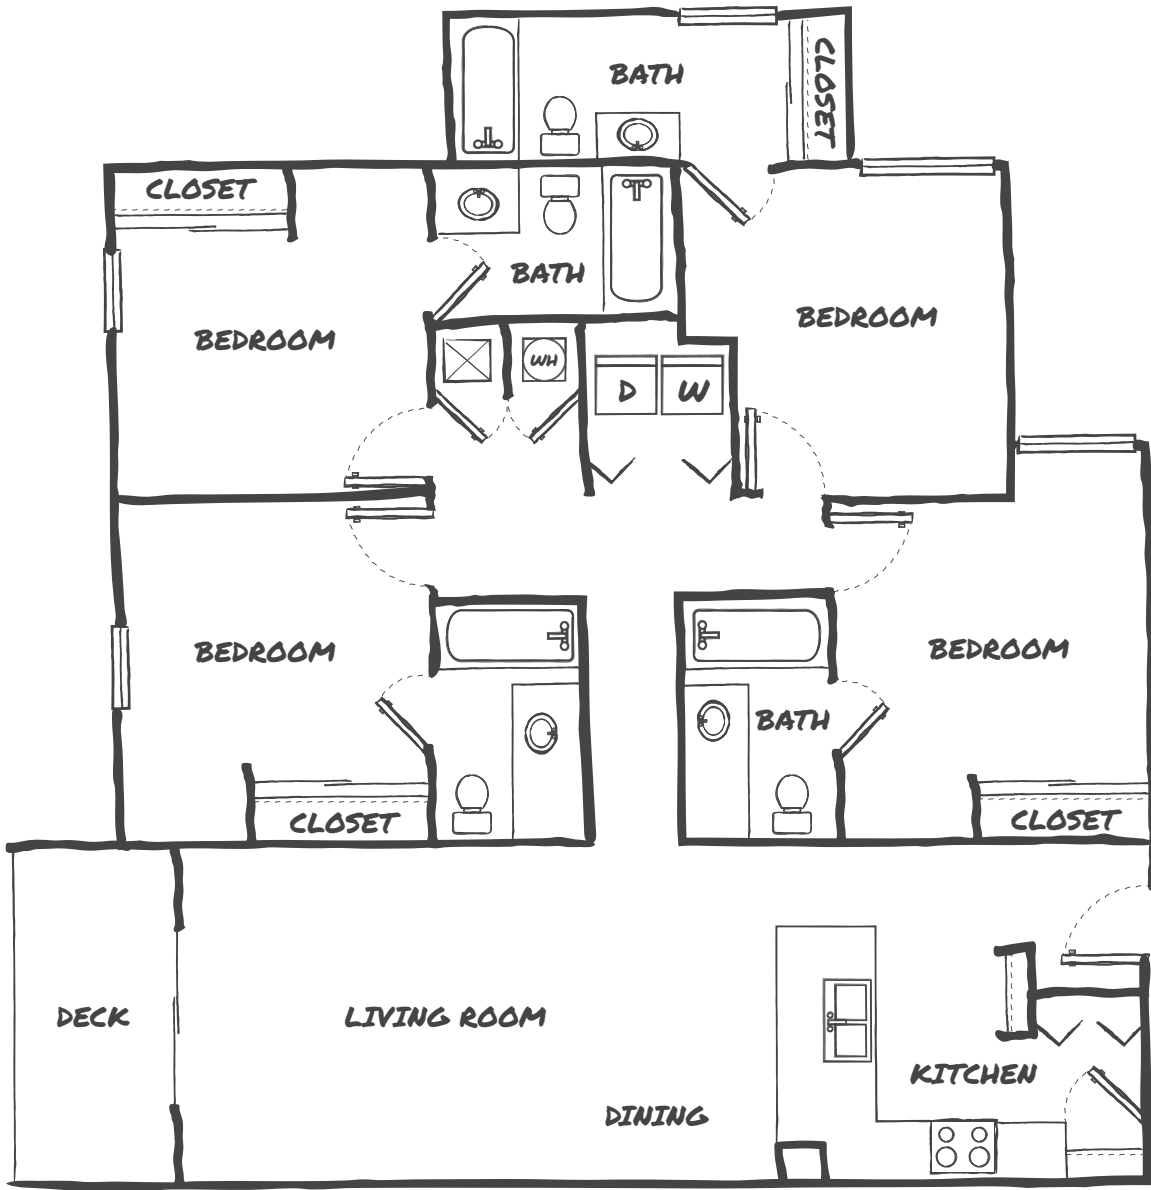 BATH
CLOSET
CLOSET
BATH
BEDROOM
BEDROOM
WH
D
W
BEDROOM
BEDROOM
BATH
CLOSET
CLOSET
DECK
LIVING ROOM
KITCHEN
DINING